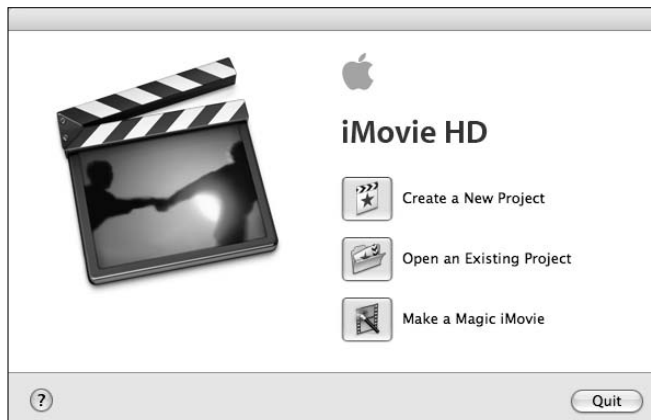 iMovie HD
Create a New Project
Open an Existing Project
Make a Magic iMovie
?
Quit